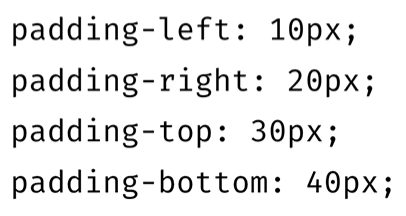 padding-left: 10px;
padding-right: 20px;
padding-top: 30px;
padding-bottom: 40px;